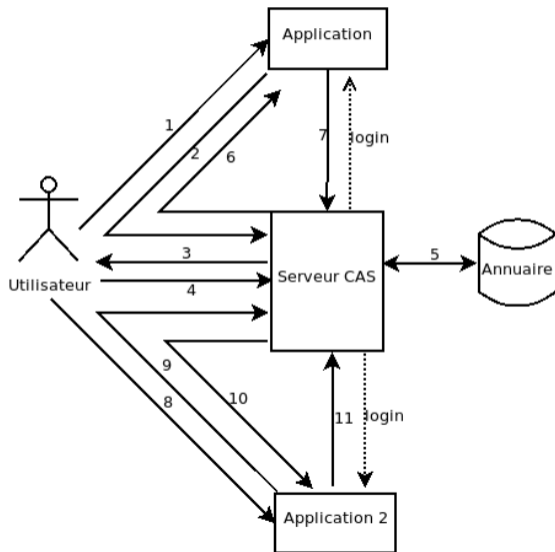 Application
1
2
6
7
login
3
Serveur CAS
5
Annuaire
Utilisateur
4
9
8
10
11
login
Application 2